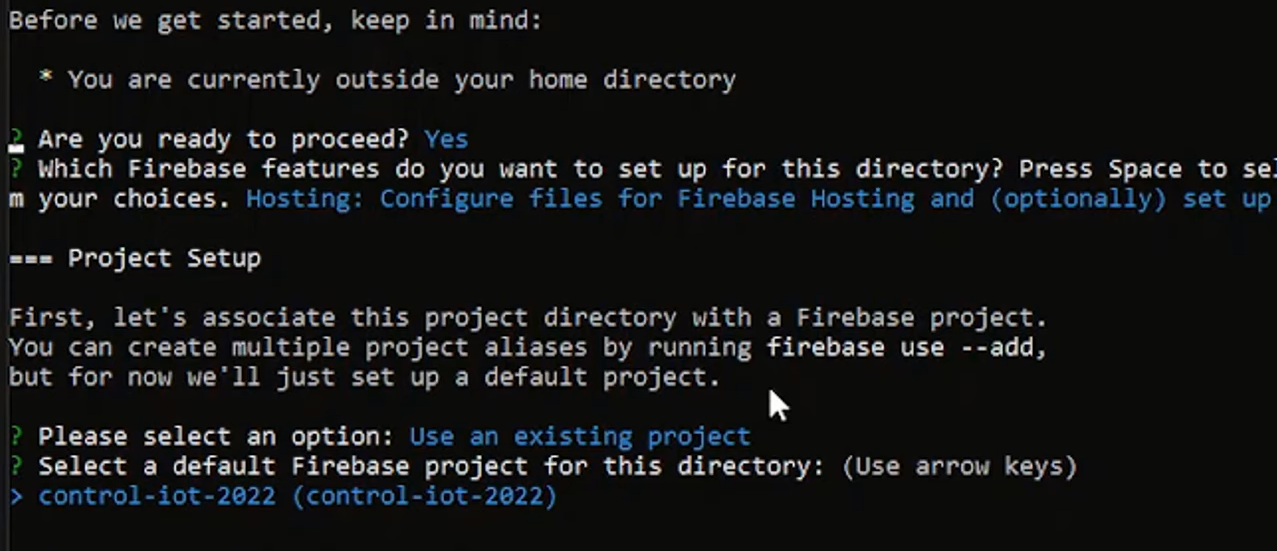 Before we get started, keep in mind:
* You are currently outside your home directory
? Are you ready to proceed? Yes
? Which Firebase features do you want to set up for this directory? Press Space to
m your choices. Hosting: Configure files for Firebase Hosting and (optionally) set up
=== Project Setup
First, let's associate this project directory with a Firebase project.
You can create multiple project aliases by running firebase use --add,
but for now we'll just set up a default project.
? Please select an option: Use an existing project
? Select a default Firebase project for this directory: (Use arrow keys)
> control-iot-2022 (control-iot-2022)